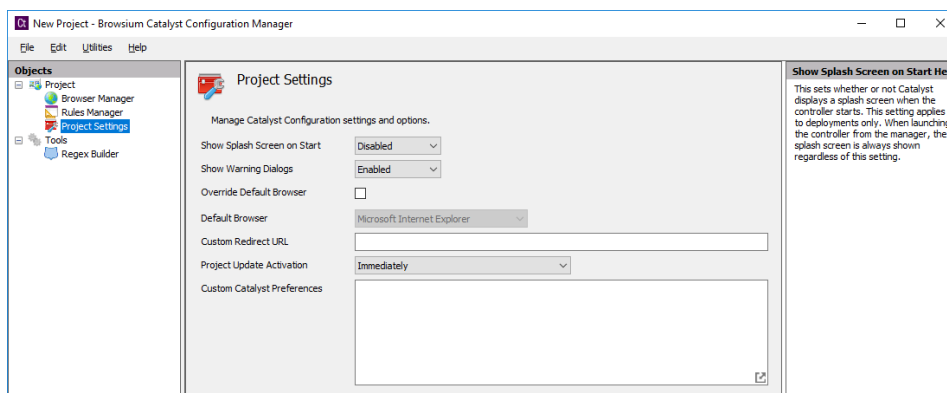 Ct New Project - Browsium Catalyst Configuration Manager
File Edit Utilities Help
Objects
Project
Browser Manager
Rules Manager
Project Settings
Tools
Regex Builder
Project Settings
Manage Catalyst Configuration settings and options.
Show Splash Screen on Start Disabled
Show Warning Dialogs Enabled
Override Default Browser
Default Browser Microsoft Internet Explorer
Custom Redirect URL
Project Update Activation Immediately
Custom Catalyst Preferences
Show Splash Screen on Start He
This sets whether or not Catalyst
displays a splash screen when the
controller starts. This setting applies
to deployments only. When launching
the controller from the manager, the
splash screen is always shown
regardless of this setting.